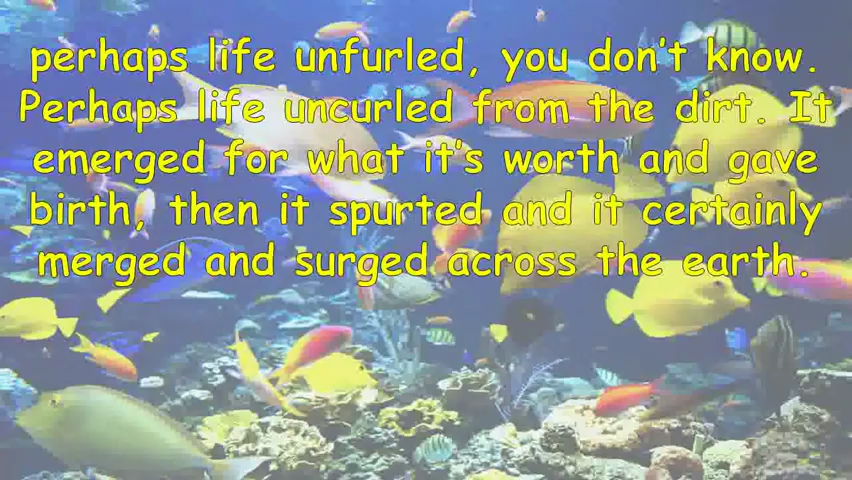 perhaps life unfurled, you don't know.
Perhaps life uncurled from the dirt. It
emerged for what it's worth and gave
birth, then it spurted and it certainly
merged and surged across the earth.